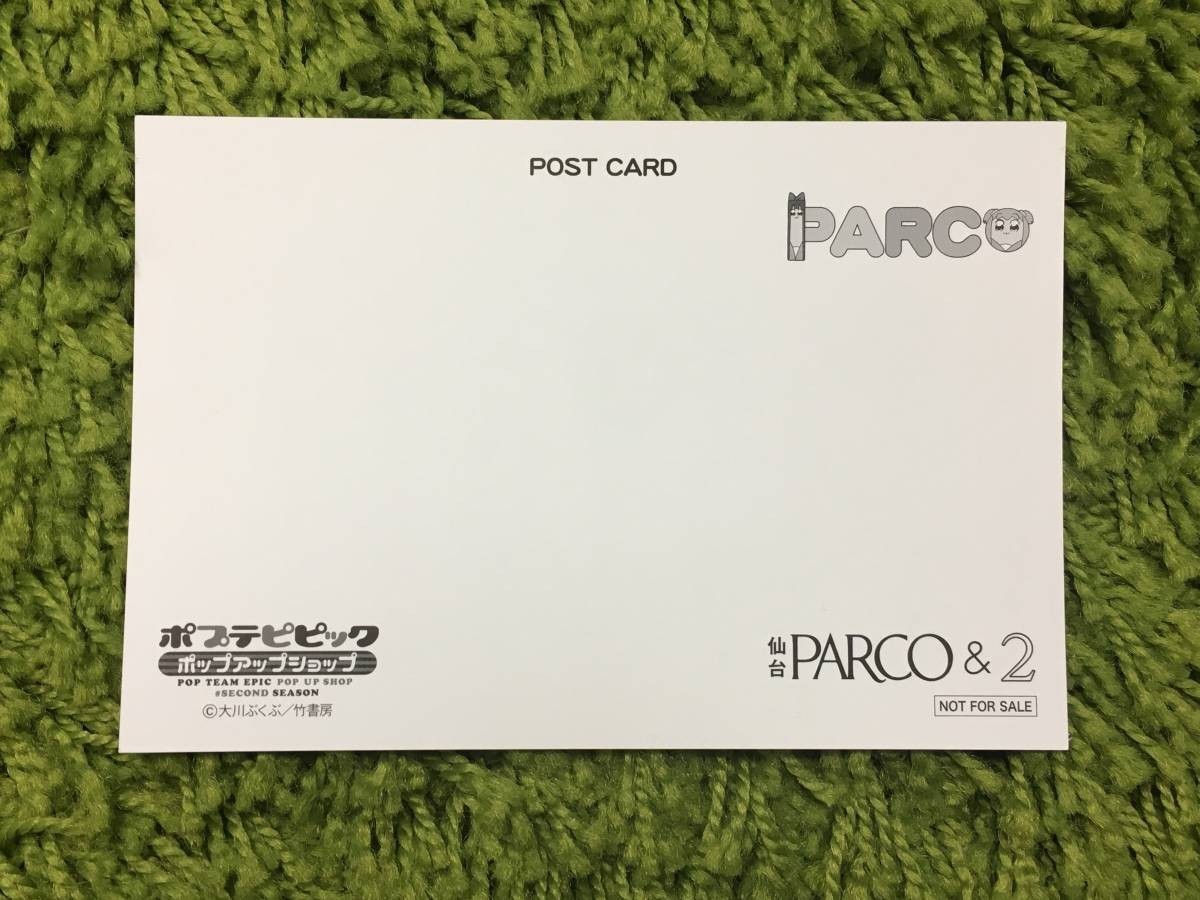 POST CARD
PARCO
ポプテピピック
ポップアップショップ
POP TEAM EPIC POP UP SHOP
#SECOND SEASON
©大川ぶくぶ／竹書房
仙台PARCO & 2
NOT FOR SALE